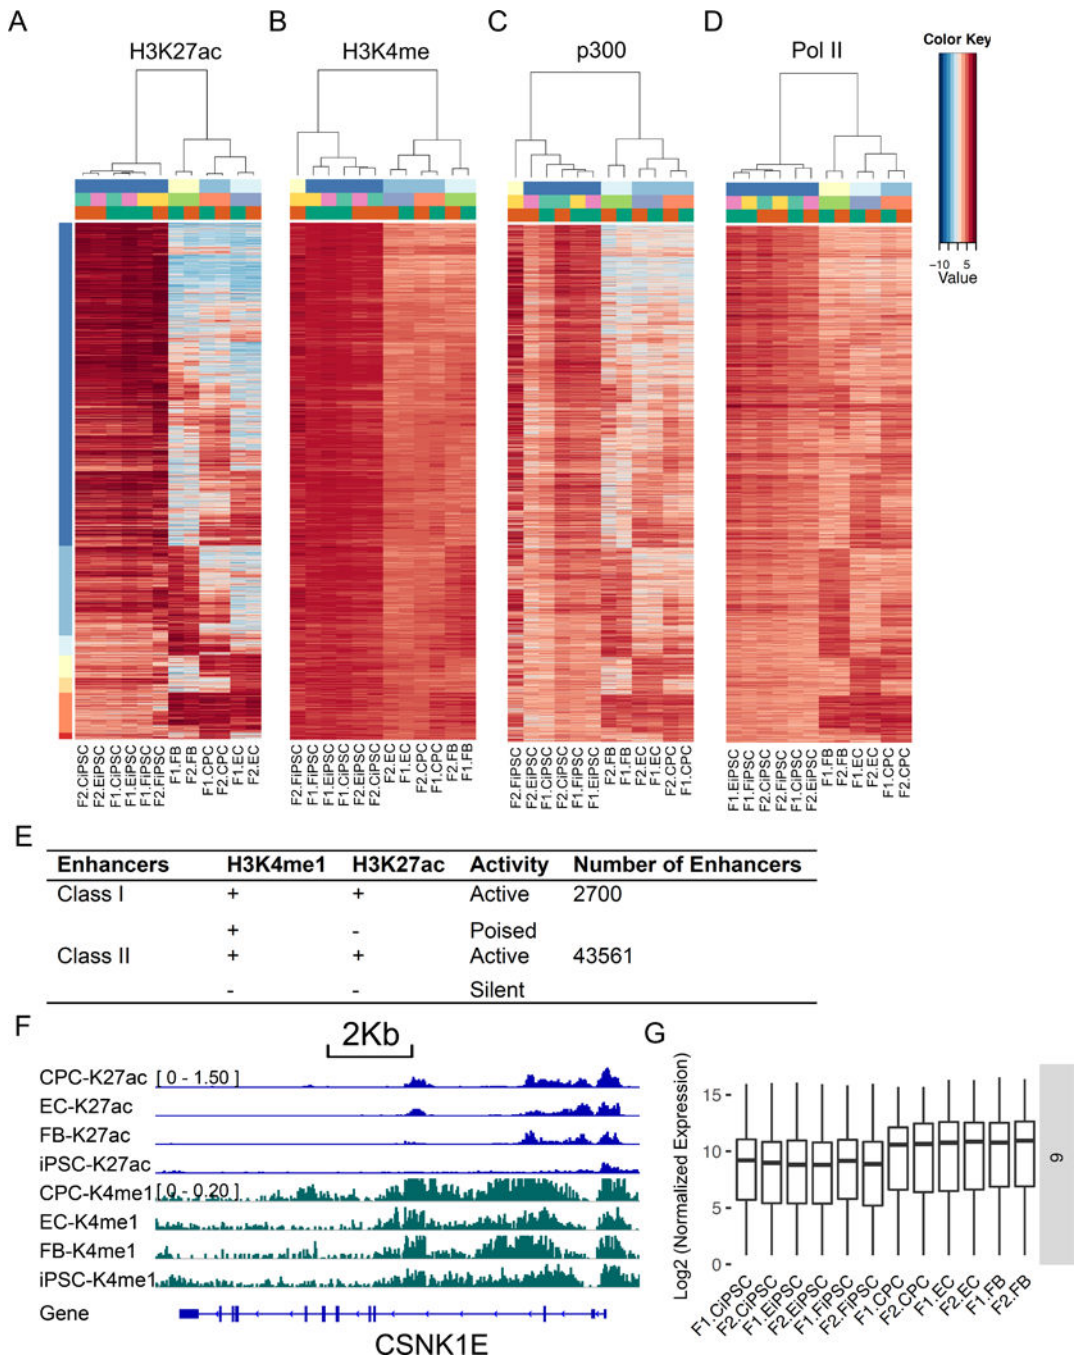 A
B
C
D
H3K27ac
H3K4me
p300
Pol II
Color Key
-10 5
Value
F2.CiPSC
F2.EiPSC
F1.CiPSC
F1.EiPSC
F1.FiPSC
F2.FiPSC
F1.FB
F2.FB
F1.CPC
F2.CPC
F1.EC
F2.EC
F2.FiPSC
F1.FiPSC
F1.EiPSC
F1.CiPSC
F2.EiPSC
F2.CiPSC
F2.EC
F1.EC
F2.CPC
F1.CPC
F2.FB
F1.FB
F2.FiPSC
F2.EiPSC
F1.CiPSC
F2.CiPSC
F1.FiPSC
F1.EiPSC
F2.FB
F1.FB
F2.EC
F1.EC
F2.CPC
F1.CPC
F1.EiPSC
F1.FiPSC
F2.CiPSC
F2.FiPSC
F1.CiPSC
F2.EiPSC
F1.FB
F2.FB
F1.EC
F2.EC
F1.CPC
F2.CPC
E
Enhancers H3K4me1 H3K27ac Activity Number of Enhancers
Class I + + Active 2700
+ - Poised
Class II + + Active 43561
- - Silent
F
2Kb
CPC-K27ac [ 0 - 1.50 ]
EC-K27ac
FB-K27ac
iPSC-K27ac
CPC-K4me1 [ 0 - 0.20 ]
EC-K4me1
FB-K4me1
iPSC-K4me1
Gene
CSNK1E
G
Log2 (Normalized Expression)
15
10
5
0
9
F1.CiPSC
F2.CiPSC
F1.EiPSC
F2.EiPSC
F1.FiPSC
F2.FiPSC
F1.CPC
F2.CPC
F1.EC
F2.EC
F1.FB
F2.FB